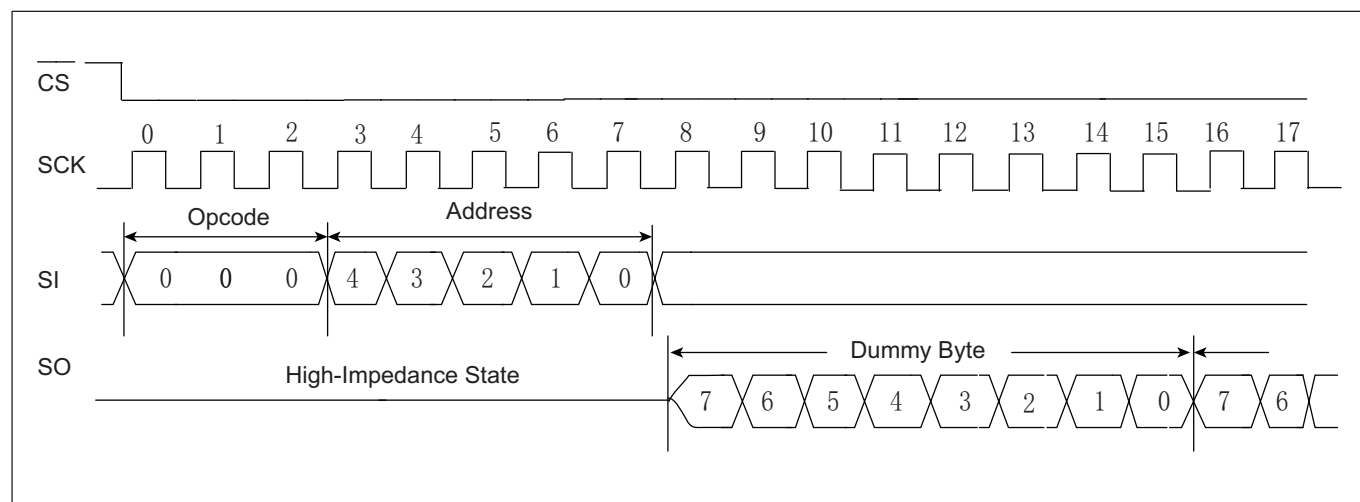 CS
0 1 2 3 4 5 6 7 8 9 10 11 12 13 14 15 16 17
SCK
Opcode Address
SI 0 0 0 4 3 2 1 0
Dummy Byte
SO
High-Impedance State
7 6 5 4 3 2 1 0 7 6